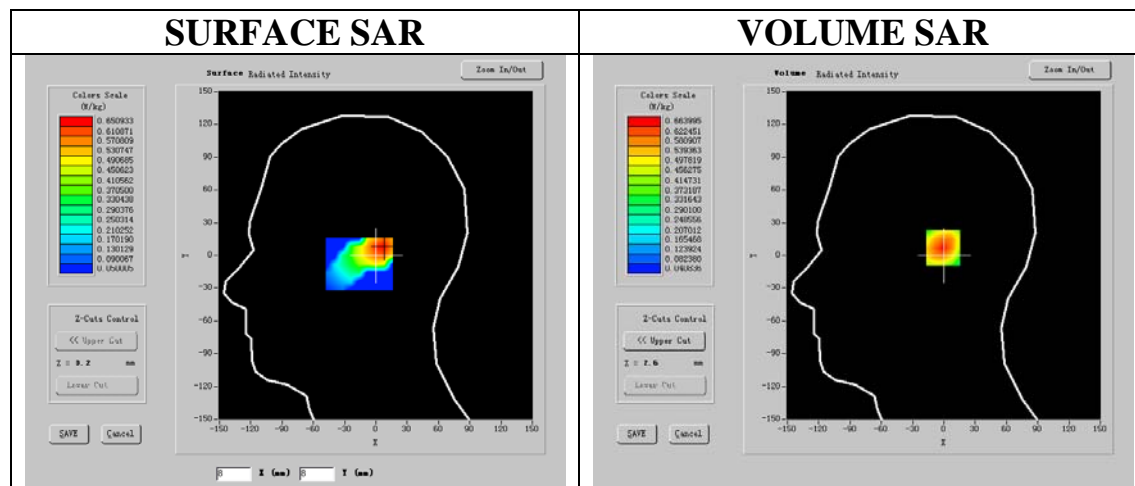 SURFACE SAR
VOLUME SAR
Surface Radiated Intensity
Zoom In/Out
Colors Scale
(W/kg)
0.650933
0.610871
0.570809
0.530747
0.490685
0.450623
0.410562
0.370500
0.330438
0.290376
0.250314
0.210252
0.170190
0.130129
0.090067
0.050005
150
120
90
60
30
0
-30
-60
-90
-120
-150
Y
-150 -120 -90 -60 -30 0 30 60 90 120 150
X
Z-Cuts Control
<< Upper Cut
Lower Cut
SAVE Cancel
8 X (mm) 8 Y (mm)
Volume Radiated Intensity
Zoom In/Out
Colors Scale
(W/kg)
0.663995
0.622451
0.580907
0.539363
0.497819
0.456275
0.414731
0.373187
0.331643
0.290100
0.248556
0.207012
0.165468
0.123924
0.082380
0.040836
150
120
90
60
30
0
-30
-60
-90
-120
-150
Y
-150 -120 -90 -60 -30 0 30 60 90 120 150
X
Z-Cuts Control
<< Upper Cut
Lower Cut
SAVE Cancel